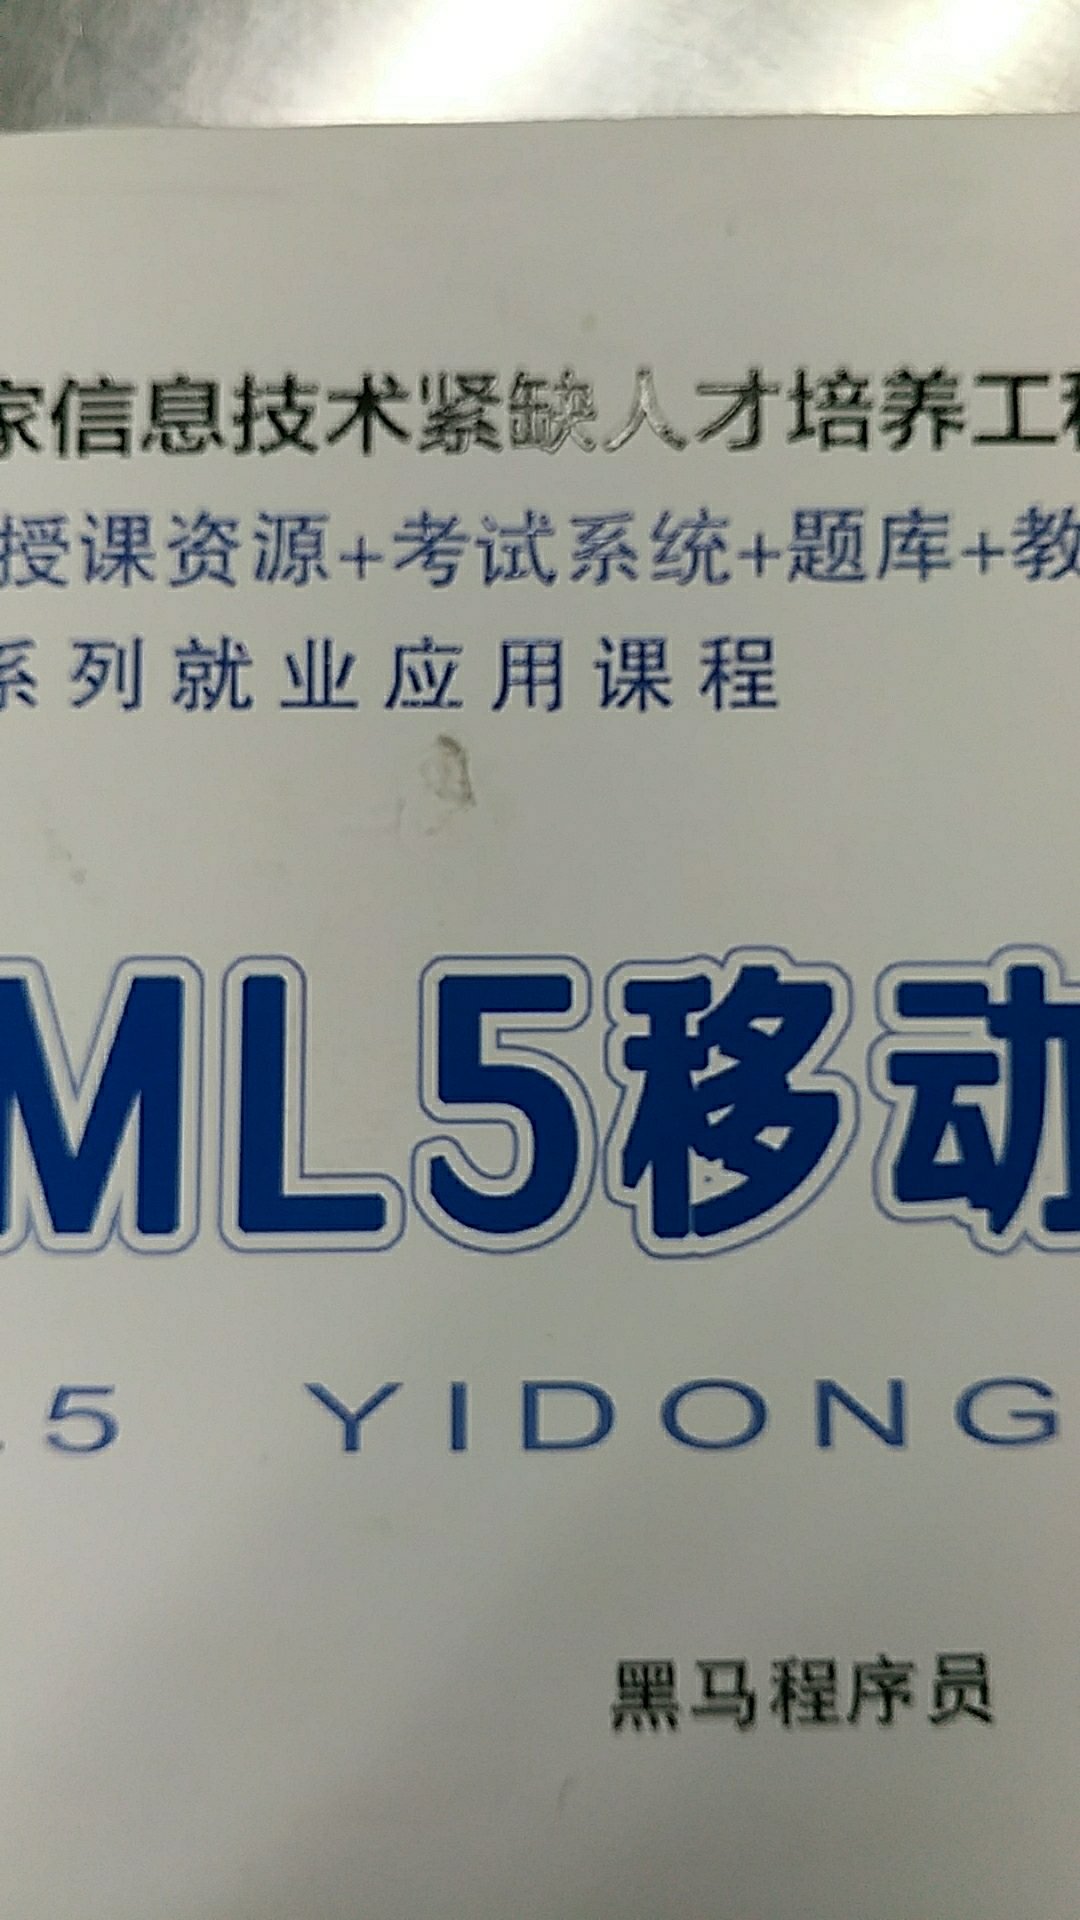 家信息技术紧缺人才培养工程
授课资源+考试系统+题库+教
系列就业应用课程
ML5移动
.5 YIDONG
黑马程序员